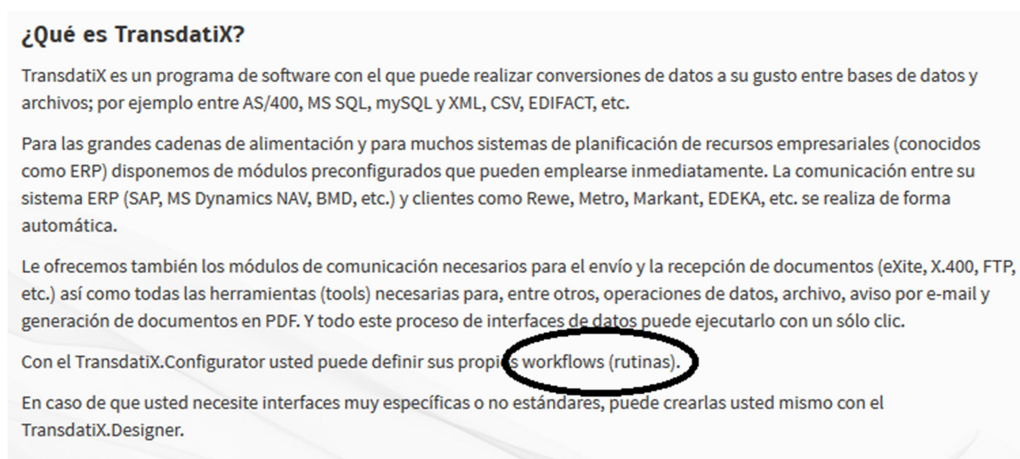 ¿Qué es TransdatiX?
TransdatiX es un programa de software con el que puede realizar conversiones de datos a su gusto entre bases de datos y
archivos; por ejemplo entre AS/400, MS SQL, mySQL y XML, CSV, EDIFACT, etc.
Para las grandes cadenas de alimentación y para muchos sistemas de planificación de recursos empresariales (conocidos
como ERP) disponemos de módulos preconfigurados que pueden emplearse inmediatamente. La comunicación entre su
sistema ERP (SAP, MS Dynamics NAV, BMD, etc.) y clientes como Rewe, Metro, Markant, EDEKA, etc. se realiza de forma
automática.
Le ofrecemos también los módulos de comunicación necesarios para el envío y la recepción de documentos (eXite, X.400, FTP,
etc.) así como todas las herramientas (tools) necesarias para, entre otros, operaciones de datos, archivo, aviso por e-mail y
generación de documentos en PDF. Y todo este proceso de interfaces de datos puede ejecutarlo con un sólo clic.
Con el TransdatiX.Configurator usted puede definir sus propios workflows (rutinas).
En caso de que usted necesite interfaces muy específicas o no estándares, puede crearlas usted mismo con el
TransdatiX.Designer.